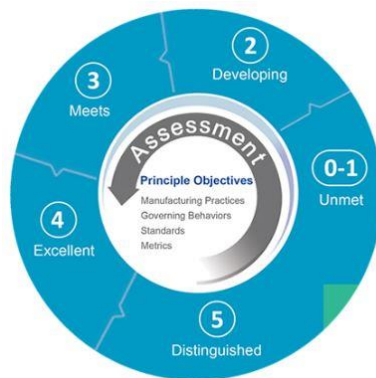 2
Developing
3
Meets
Assessment
0-1
Unmet
Principle Objectives
Manufacturing Practices
Governing Behaviors
Standards
Metrics
4
Excellent
5
Distinguished